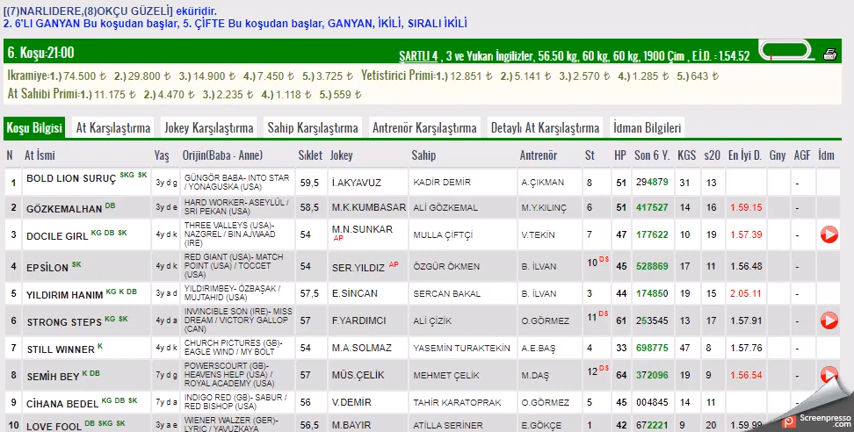 [(7)NARLIDERE,(8)OKÇU GÜZELİ] eküridir.
2. 6'LI GANYAN Bu koşudan başlar, 5. ÇİFTE Bu koşudan başlar, GANYAN, İKİLİ, SIRALI İKİLİ
6. Koşu:21:00 ŞARTLI 4 , 3 ve Yukarı İngilizler, 56.50 kg, 60 kg, 60 kg, 1900 Çim , E.İ.D. : 1.54.52
Ikramiye:1.) 74.500 ₺ 2.) 29.800 ₺ 3.) 14.900 ₺ 4.) 7.450 ₺ 5.) 3.725 ₺ Yetistirici Primi:1.) 12.851 ₺ 2.) 5.141 ₺ 3.) 2.570 ₺ 4.) 1.285 ₺ 5.) 643 ₺
At Sahibi Primi:1.) 11.175 ₺ 2.) 4.470 ₺ 3.) 2.235 ₺ 4.) 1.118 ₺ 5.) 559 ₺
Koşu Bilgisi At Karşılaştırma Jokey Karşılaştırma Sahip Karşılaştırma Antrenör Karşılaştırma Detaylı At Karşılaştırma İdman Bilgileri
N At İsmi Yaş Orijin(Baba - Anne) Sıklet Jokey Sahip Antrenör St HP Son 6 Y. KGS s20 En İyi D. Gny AGF İdm
1 BOLD LION SURUÇ SKG SK 3y d g GÜNGÖR BABA- INTO STAR / YONAGUSKA (USA) 59,5 İ.AKYAVUZ KADİR DEMİR A.ÇIKMAN 8 51 294879 31 13 -
2 GÖZKEMALHAN DB 3y d e HARD WORKER- ASEYLÜL / SRI PEKAN (USA) 58,5 M.K.KUMBASAR ALİ GÖZKEMAL M.Y.KILINÇ 6 51 417527 14 16 1.59.15 -
3 DOCILE GIRL KG DB SK 4y d k THREE VALLEYS (USA)- NAZGREL / BIN AJWAAD (IRE) 54 M.N.SUNKAR AP MULLA ÇİFTÇİ V.TEKİN 7 47 177622 10 19 1.57.39 -
4 EPSİLON SK 4y d k RED GIANT (USA)- MATCH POINT (USA) / TOCCET (USA) 54 SER.YILDIZ AP ÖZGÜR ÖKMEN B. İLVAN 10 DS 45 528869 17 11 1.56.48 -
5 YILDIRIM HANIM KG K DB 3y a d YILDIRIMBEY- ÖZBAŞAK / MUJTAHID (USA) 57,5 E.SİNCAN SERCAN BAKAL B. İLVAN 3 44 174850 19 15 2.05.11 -
6 STRONG STEPS KG SK 4y d a INVINCIBLE SON (IRE)- MISS DREAM / VICTORY GALLOP (CAN) 57 F.YARDIMCI ALİ ÇİZİK O.GÖRMEZ 11 DS 61 253545 13 17 1.57.91 -
7 STILL WINNER K 4y d k CHURCH PICTURES (GB)- EAGLE WIND / MY BOLT 54 M.A.SOLMAZ YASEMİN TURAKTEKİN A.E.BAŞ 4 33 698775 47 8 1.57.76 -
8 SEMİH BEY K DB 7y d g POWERSCOURT (GB)- HEAVENS HELP (USA) / ROYAL ACADEMY (USA) 57 MÜS.ÇELİK MEHMET ÇELİK M.DAŞ 12 DS 64 372096 19 9 1.56.54 -
9 CİHANA BEDEL KG DB SK 7y d a INDIGO RED (GB)- SABUR / RED BISHOP (USA) 56 V.DEMİR TAHİR KARATOPRAK O.GÖRMEZ 5 45 004845 14 11 -
10 LOVE FOOL DB SKG SK 3y a e WIENER WALZER (GER)- LYRIC / YAVUZKAYA 56,5 M.BAYIR ATİLLA SERİNER E.GÖKÇE 1 42 672221 9 20 1.59.99
Screenpresso.com